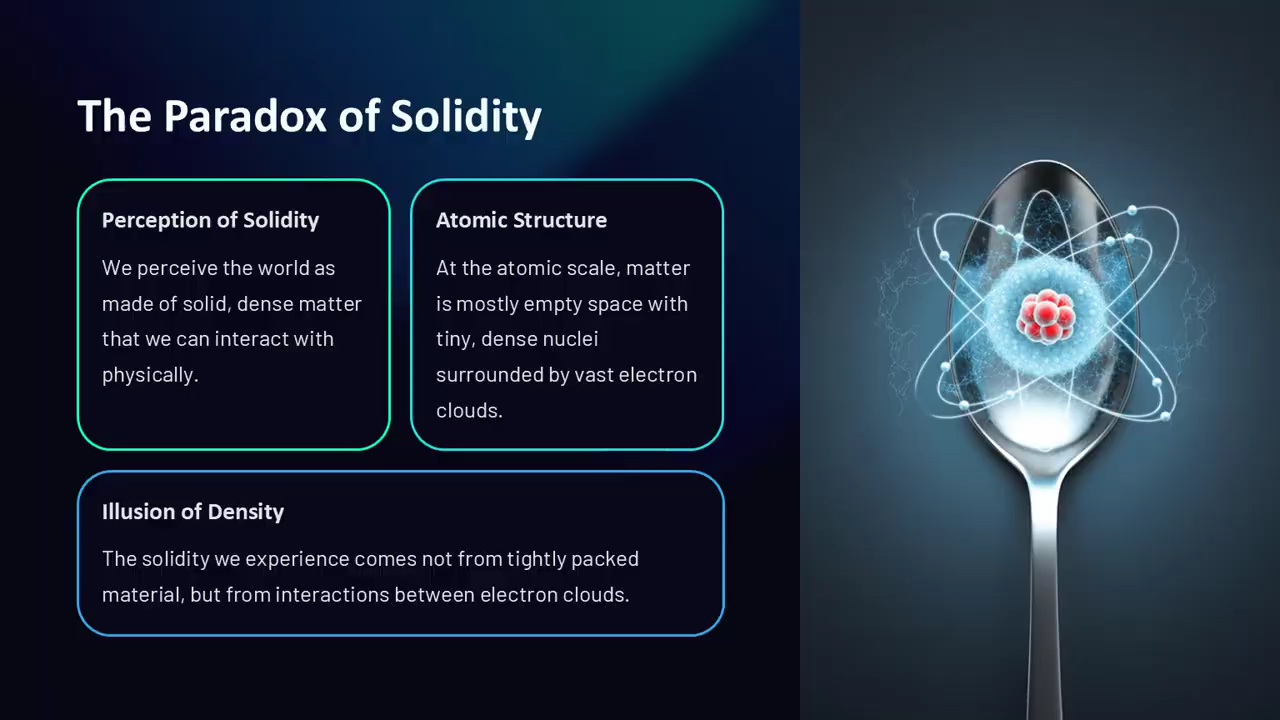 The Paradox of Solidity
Perception of Solidity
We perceive the world as
made of solid, dense matter
that we can interact with
physically.
Atomic Structure
At the atomic scale, matter
is mostly empty space with
tiny, dense nuclei
surrounded by vast electron
clouds.
Illusion of Density
The solidity we experience comes not from tightly packed
material, but from interactions between electron clouds.